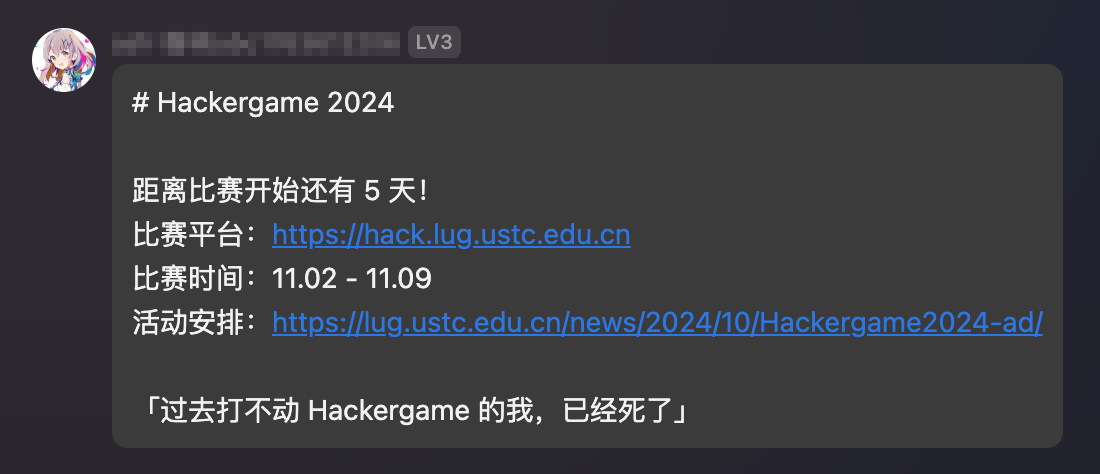 LV3
# Hackergame 2024
距离比赛开始还有 5 天！
比赛平台：https://hack.lug.ustc.edu.cn
比赛时间：11.02 - 11.09
活动安排：https://lug.ustc.edu.cn/news/2024/10/Hackergame2024-ad/
「过去打不动 Hackergame 的我，已经死了」